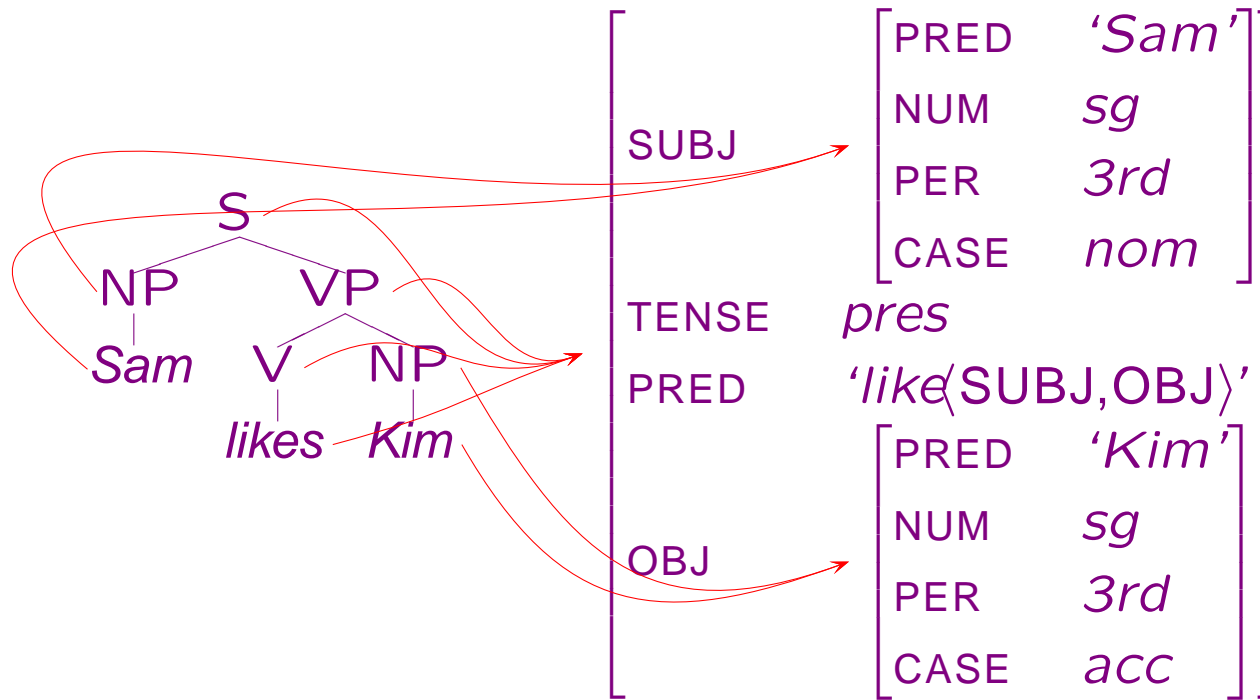 S
NP VP
Sam V NP
likes Kim
SUBJ
PRED ‘Sam’
NUM sg
PER 3rd
CASE nom
TENSE pres
PRED ‘like⟨SUBJ,OBJ⟩’
OBJ
PRED ‘Kim’
NUM sg
PER 3rd
CASE acc